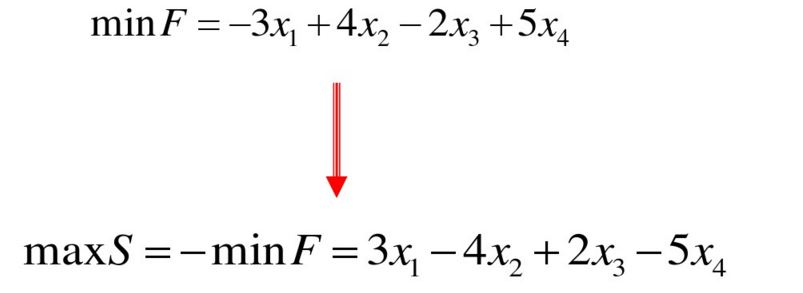 min F = −3x₁ + 4x₂ − 2x₃ + 5x₄
max S = − min F = 3x₁ − 4x₂ + 2x₃ − 5x₄